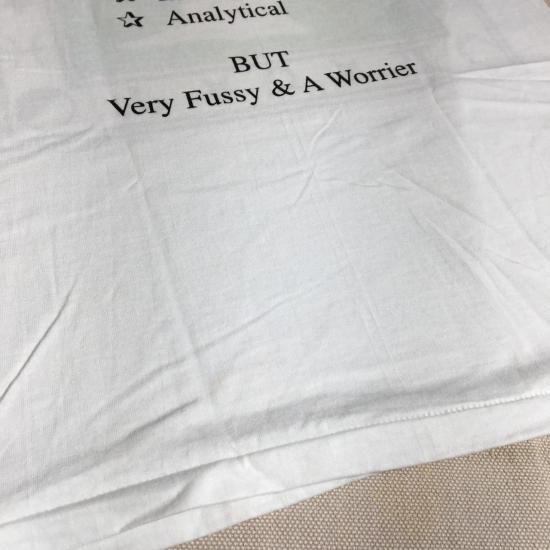 ☆ Analytical
BUT
Very Fussy & A Worrier